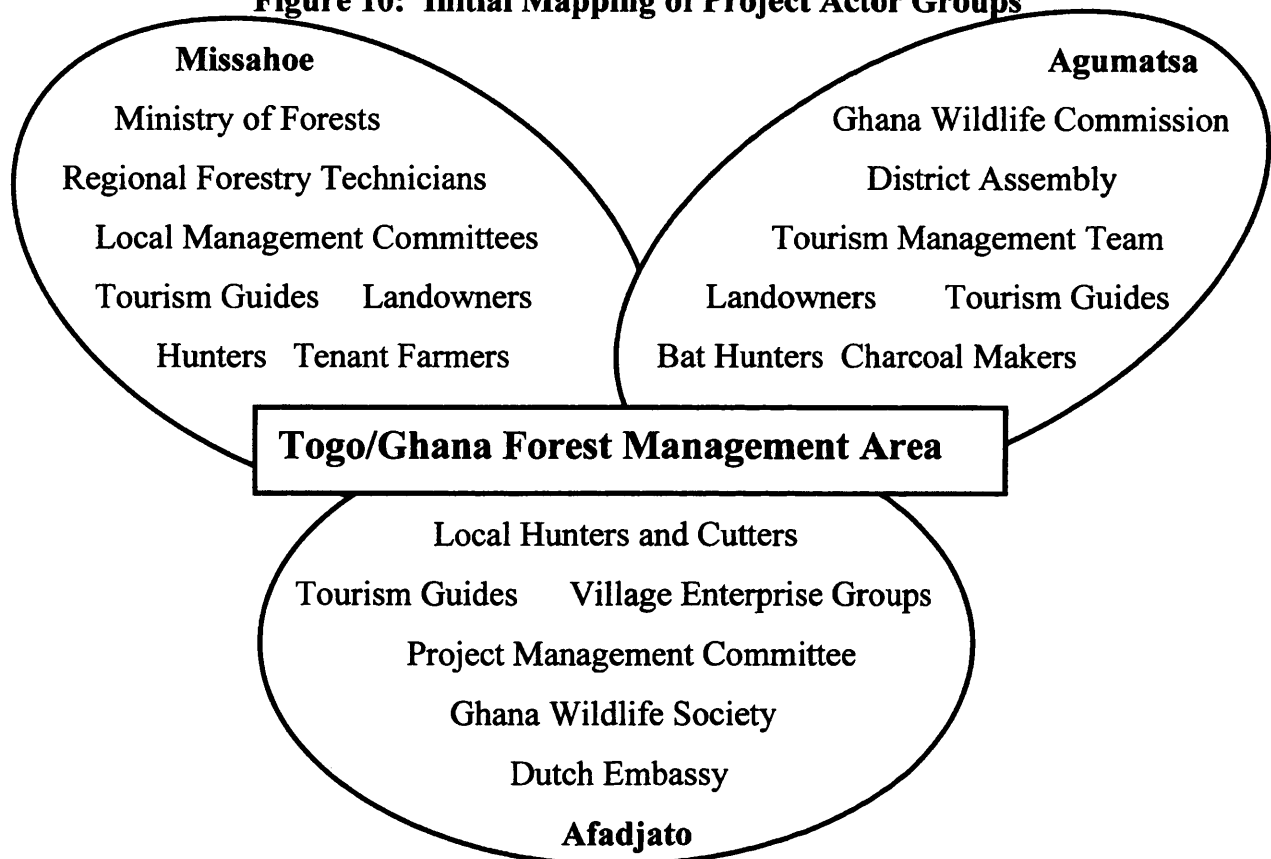 Figure 10: Initial Mapping of Project Actor Groups
Missahoe
Ministry of Forests
Regional Forestry Technicians
Local Management Committees
Tourism Guides Landowners
Hunters Tenant Farmers
Agumatsa
Ghana Wildlife Commission
District Assembly
Tourism Management Team
Landowners Tourism Guides
Bat Hunters Charcoal Makers
Togo/Ghana Forest Management Area
Local Hunters and Cutters
Tourism Guides Village Enterprise Groups
Project Management Committee
Ghana Wildlife Society
Dutch Embassy
Afadjato